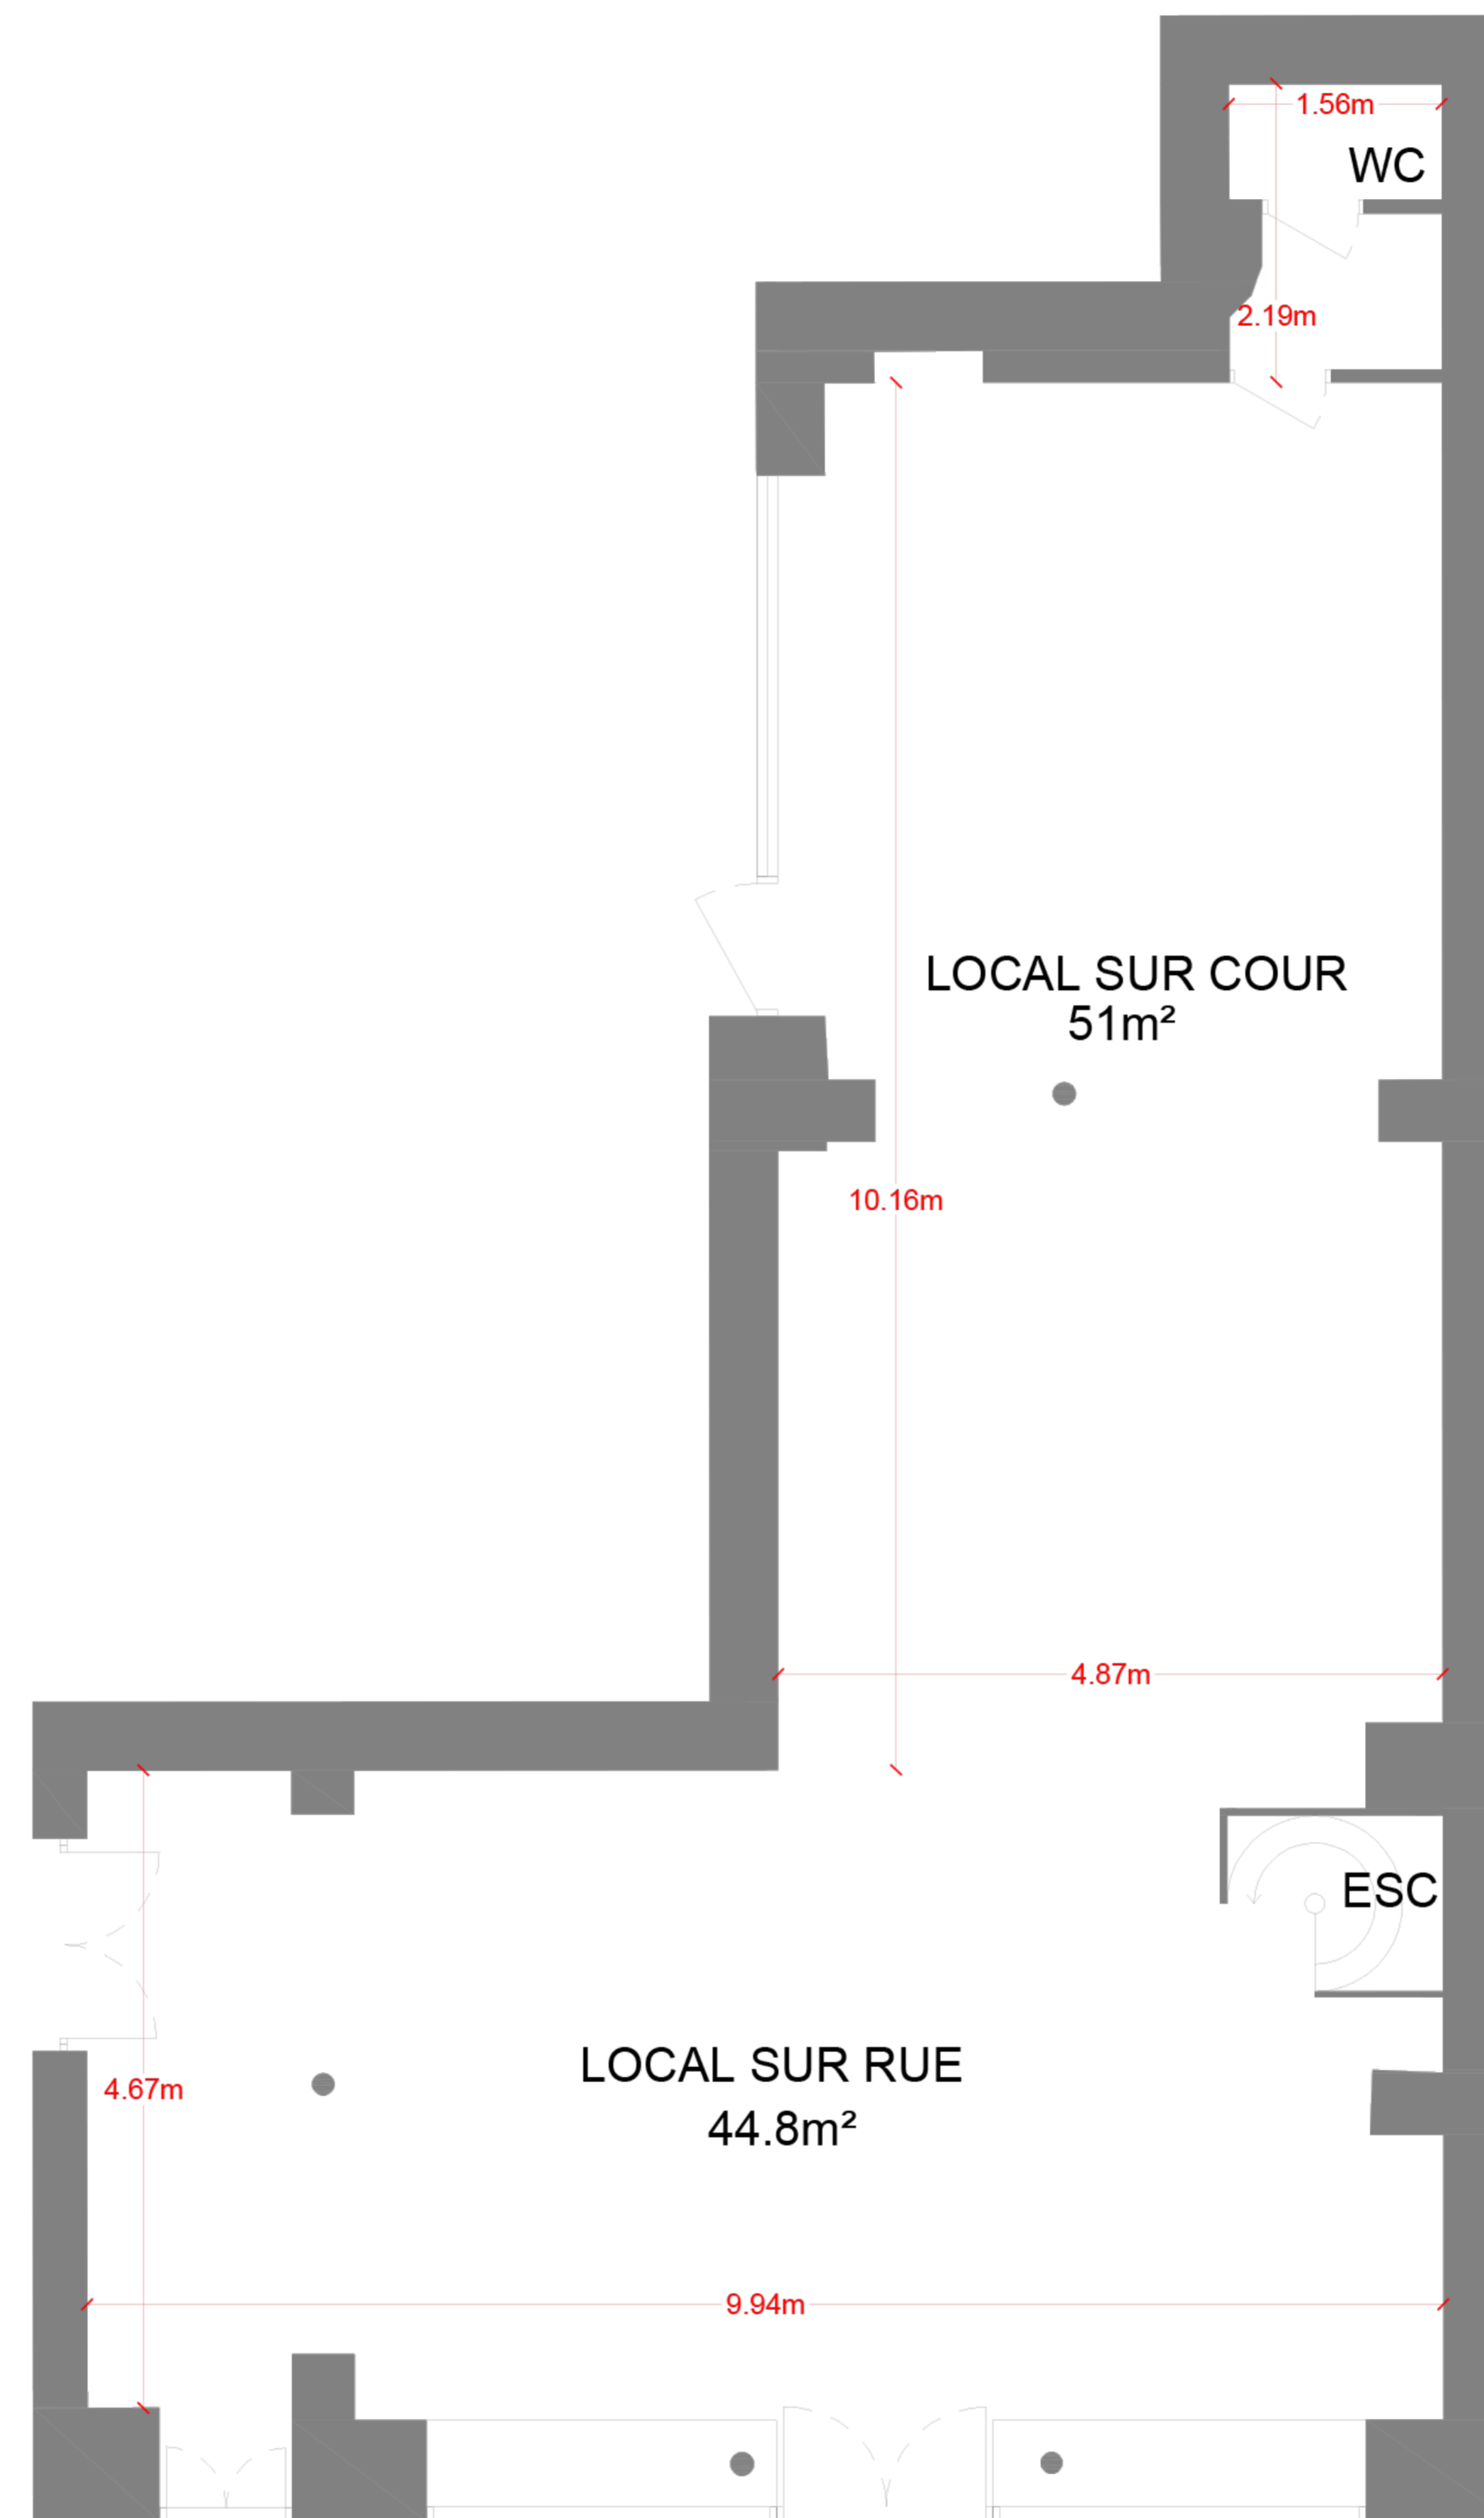 1.56m
WC
2.19m
LOCAL SUR COUR
51m²
10.16m
4.87m
ESC
LOCAL SUR RUE
4.67m
44.8m²
9.94m